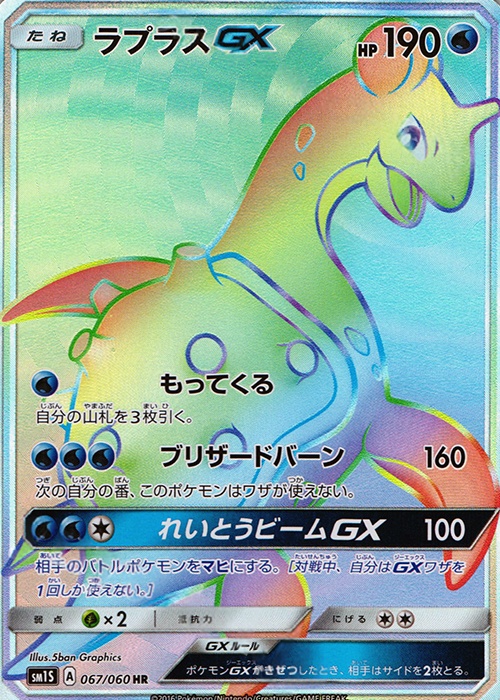 たね ラプラスGX HP 190
もってくる
自分の山札を3枚引く。
ブリザードバーン 160
次の自分の番、このポケモンはワザが使えない。
れいとうビームGX 100
相手のバトルポケモンをマヒにする。[対戦中、自分はGXワザを
1回しか使えない。]
弱点 ×2 抵抗力 にげる
GXルール
Illus.5ban Graphics
ポケモンGXがきぜつしたとき、相手はサイドを2枚とる。
SM1S A 067/060 HR
©2016 Pokémon/Nintendo/Creatures/GAMEFREAK.